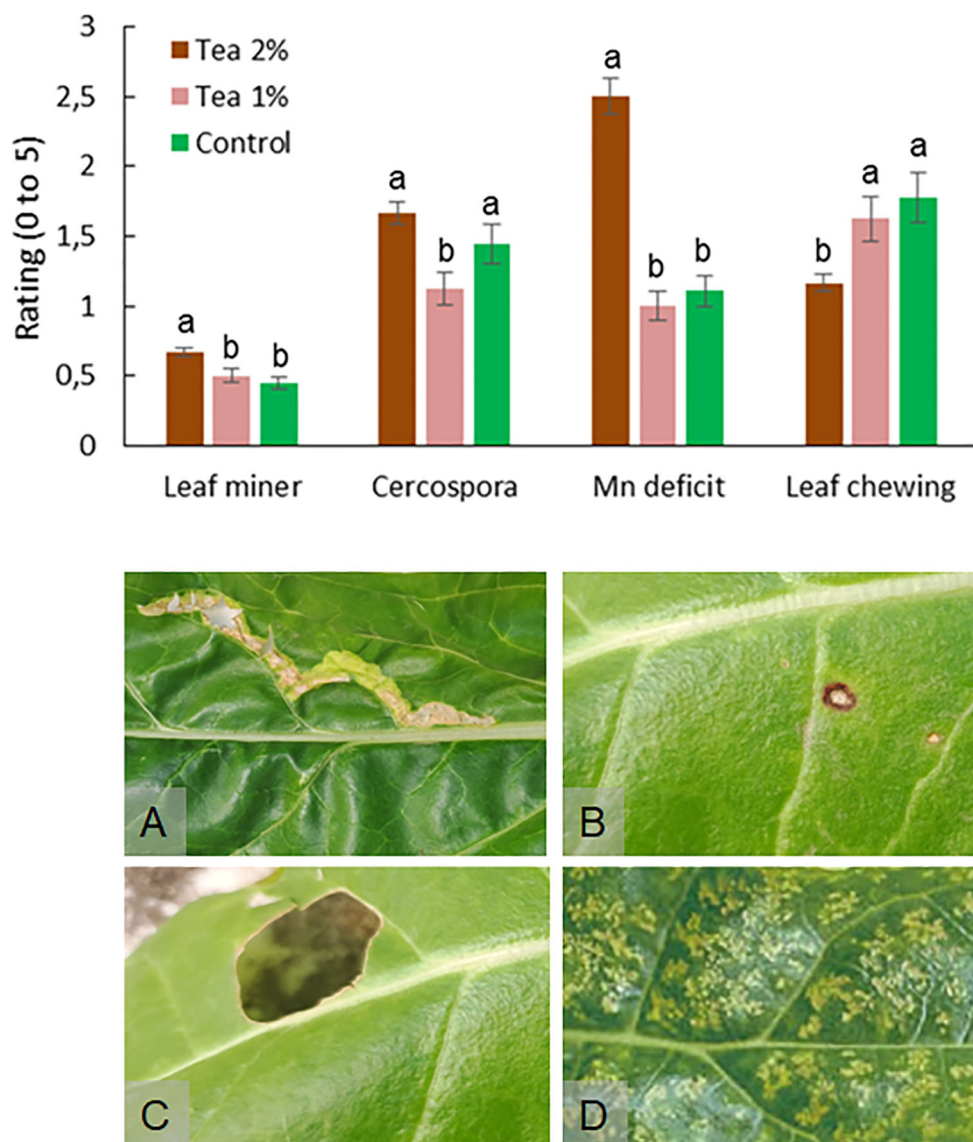 Rating (0 to 5)
3
2,5
2
1,5
1
0,5
0
Tea 2%
Tea 1%
Control
a
b
b
a
b
a
a
b
b
b
a
a
Leaf miner
Cercospora
Mn deficit
Leaf chewing
A
B
C
D